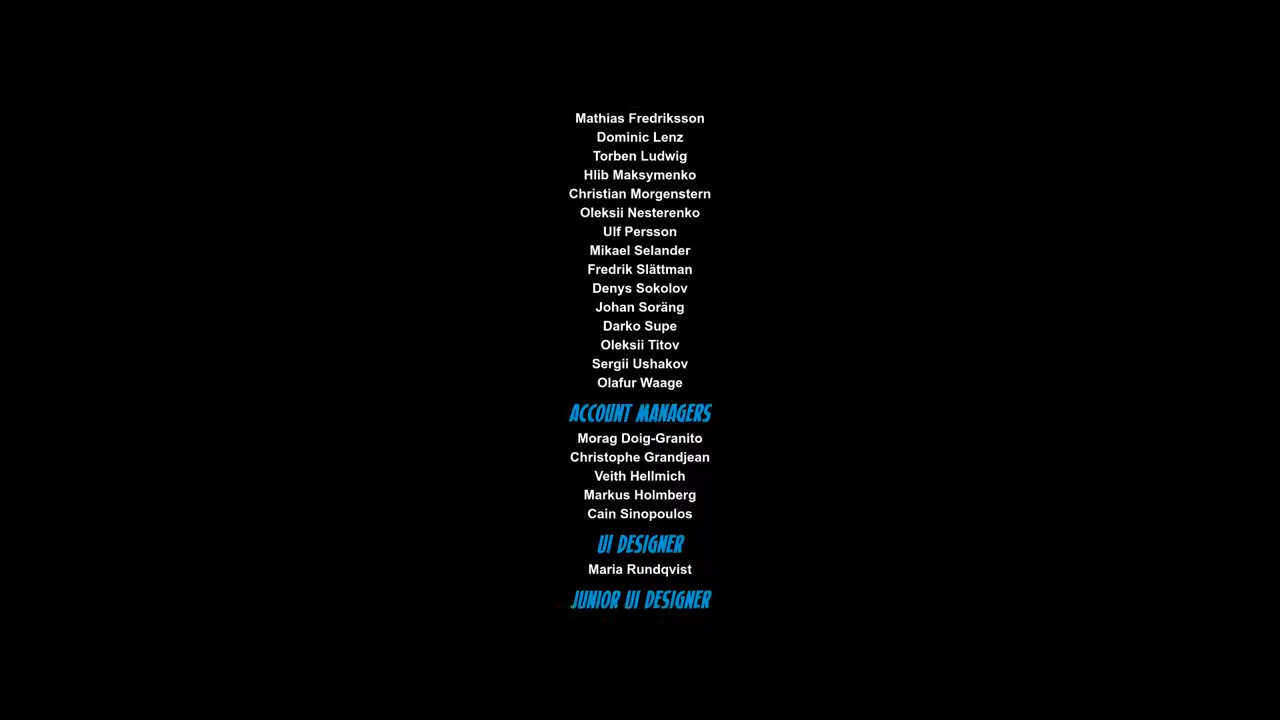 Mathias Fredriksson
Dominic Lenz
Torben Ludwig
Hlib Maksymenko
Christian Morgenstern
Oleksii Nesterenko
Ulf Persson
Mikael Selander
Fredrik Slättman
Denys Sokolov
Johan Soräng
Darko Supe
Oleksii Titov
Sergii Ushakov
Olafur Waage
ACCOUNT MANAGERS
Morag Doig-Granito
Christophe Grandjean
Veith Hellmich
Markus Holmberg
Cain Sinopoulos
UI DESIGNER
Maria Rundqvist
JUNIOR UI DESIGNER